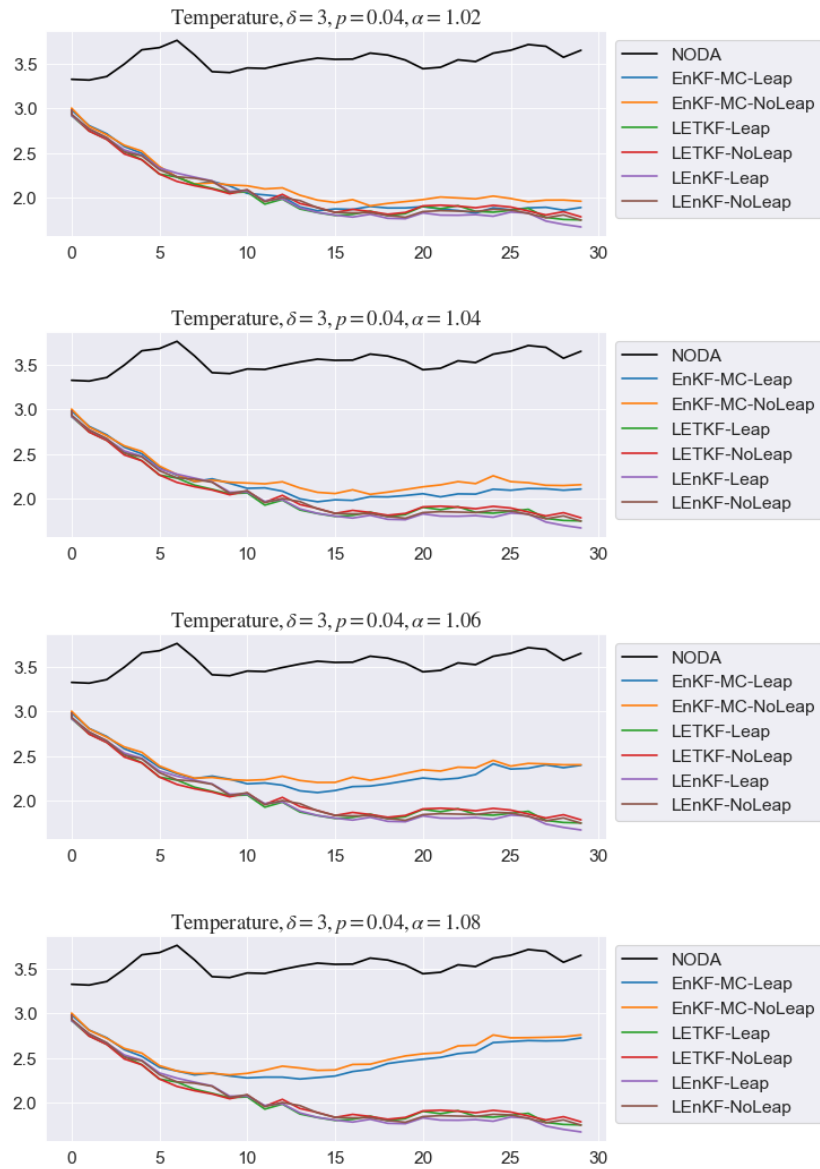 Temperature, δ = 3, p = 0.04, α = 1.02
3.5
3.0
2.5
2.0
0 5 10 15 20 25 30
NODA
EnKF-MC-Leap
EnKF-MC-NoLeap
LETKF-Leap
LETKF-NoLeap
LEnKF-Leap
LEnKF-NoLeap
Temperature, δ = 3, p = 0.04, α = 1.04
3.5
3.0
2.5
2.0
0 5 10 15 20 25 30
NODA
EnKF-MC-Leap
EnKF-MC-NoLeap
LETKF-Leap
LETKF-NoLeap
LEnKF-Leap
LEnKF-NoLeap
Temperature, δ = 3, p = 0.04, α = 1.06
3.5
3.0
2.5
2.0
0 5 10 15 20 25 30
NODA
EnKF-MC-Leap
EnKF-MC-NoLeap
LETKF-Leap
LETKF-NoLeap
LEnKF-Leap
LEnKF-NoLeap
Temperature, δ = 3, p = 0.04, α = 1.08
3.5
3.0
2.5
2.0
0 5 10 15 20 25 30
NODA
EnKF-MC-Leap
EnKF-MC-NoLeap
LETKF-Leap
LETKF-NoLeap
LEnKF-Leap
LEnKF-NoLeap